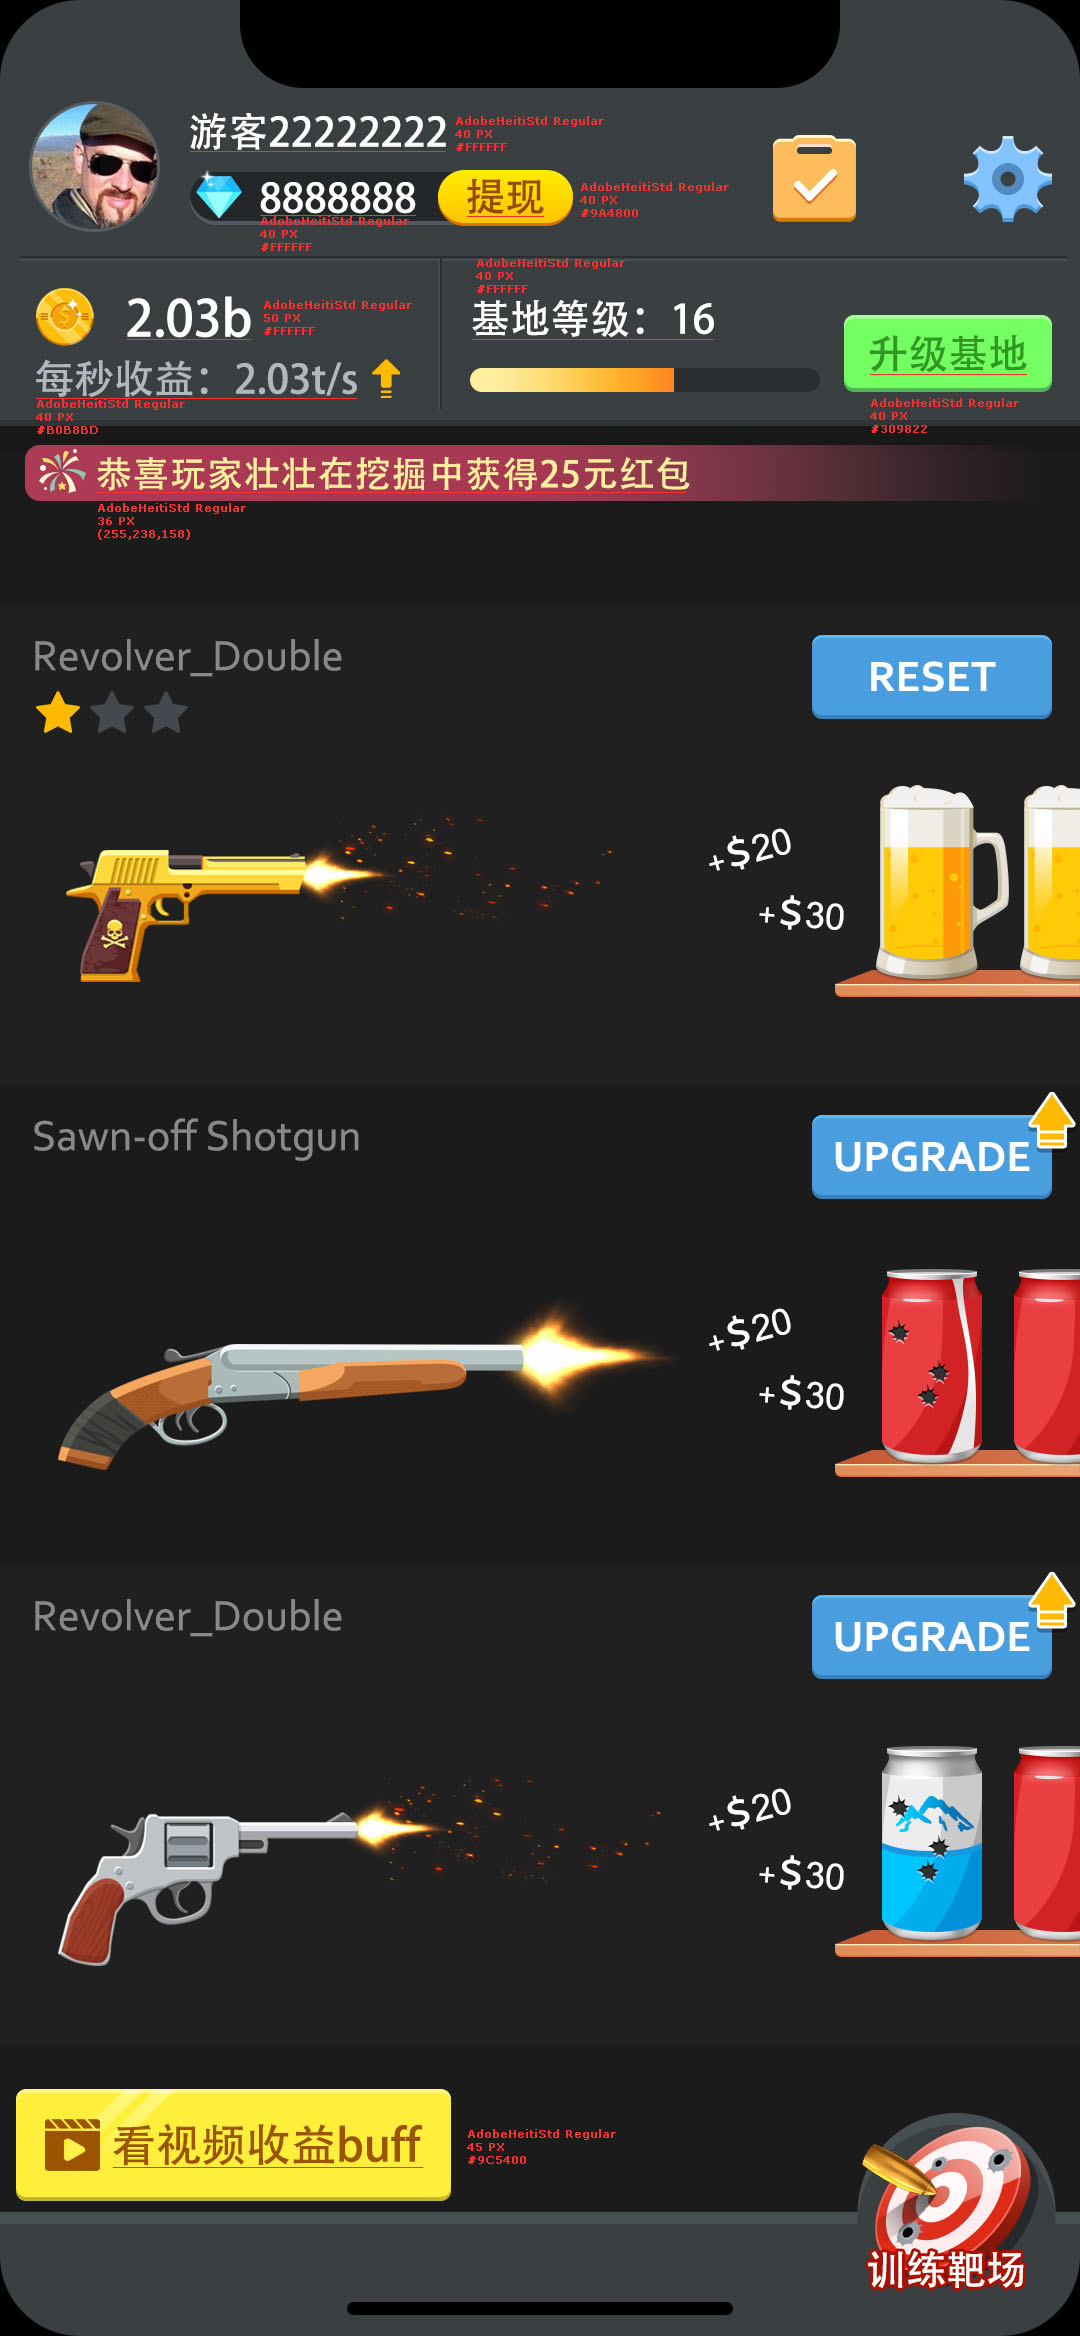 游客22222222
AdobeHeitiStd Regular
40 PX
#FFFFFF
8888888
AdobeHeitiStd Regular
40 PX
#FFFFFF
提现
AdobeHeitiStd Regular
40 PX
#9A4800
2.03b
AdobeHeitiStd Regular
50 PX
#FFFFFF
每秒收益：2.03t/s
AdobeHeitiStd Regular
40 PX
#B0B8BD
AdobeHeitiStd Regular
40 PX
#FFFFFF
基地等级：16
升级基地
AdobeHeitiStd Regular
40 PX
#309822
恭喜玩家壮壮在挖掘中获得25元红包
AdobeHeitiStd Regular
36 PX
(255,238,158)
Revolver_Double
RESET
+$20
+$30
Sawn-off Shotgun
UPGRADE
+$20
+$30
Revolver_Double
UPGRADE
+$20
+$30
看视频收益buff
AdobeHeitiStd Regular
45 PX
#9C5400
训练靶场